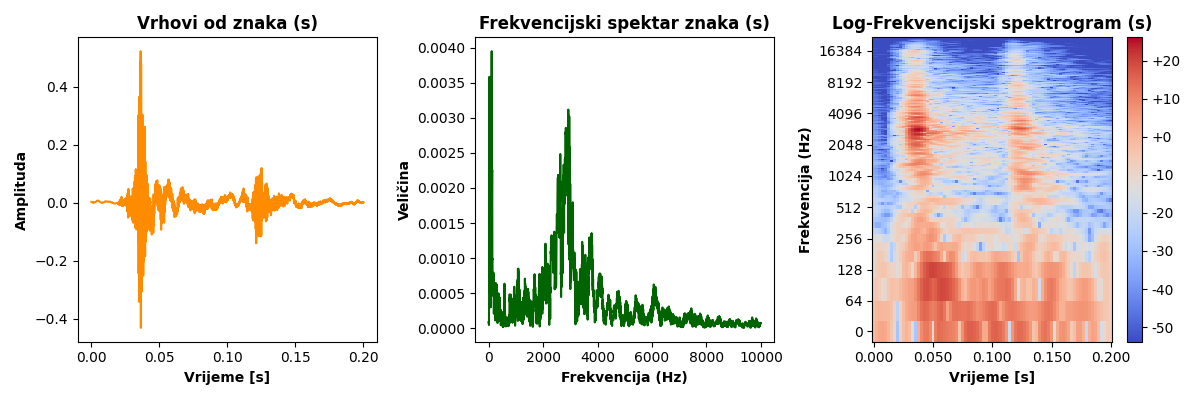 Vrhovi od znaka (s)
Amplituda
0.4
0.2
0.0
−0.2
−0.4
0.00 0.05 0.10 0.15 0.20
Vrijeme [s]
Frekvencijski spektar znaka (s)
Veličina
0.0040
0.0035
0.0030
0.0025
0.0020
0.0015
0.0010
0.0005
0.0000
0 2000 4000 6000 8000 10000
Frekvencija (Hz)
Log-Frekvencijski spektrogram (s)
Frekvencija (Hz)
16384
8192
4096
2048
1024
512
256
128
64
0
0.000 0.050 0.100 0.150 0.200
Vrijeme [s]
+20
+10
+0
-10
-20
-30
-40
-50